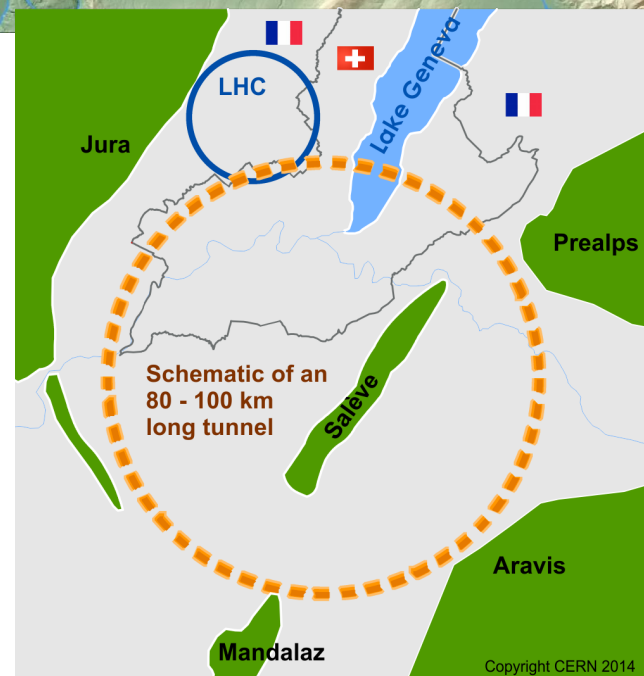 LHC
Lake Geneva
Jura
Prealps
Schematic of an
80 - 100 km
long tunnel
Salève
Aravis
Mandalaz
Copyright CERN 2014